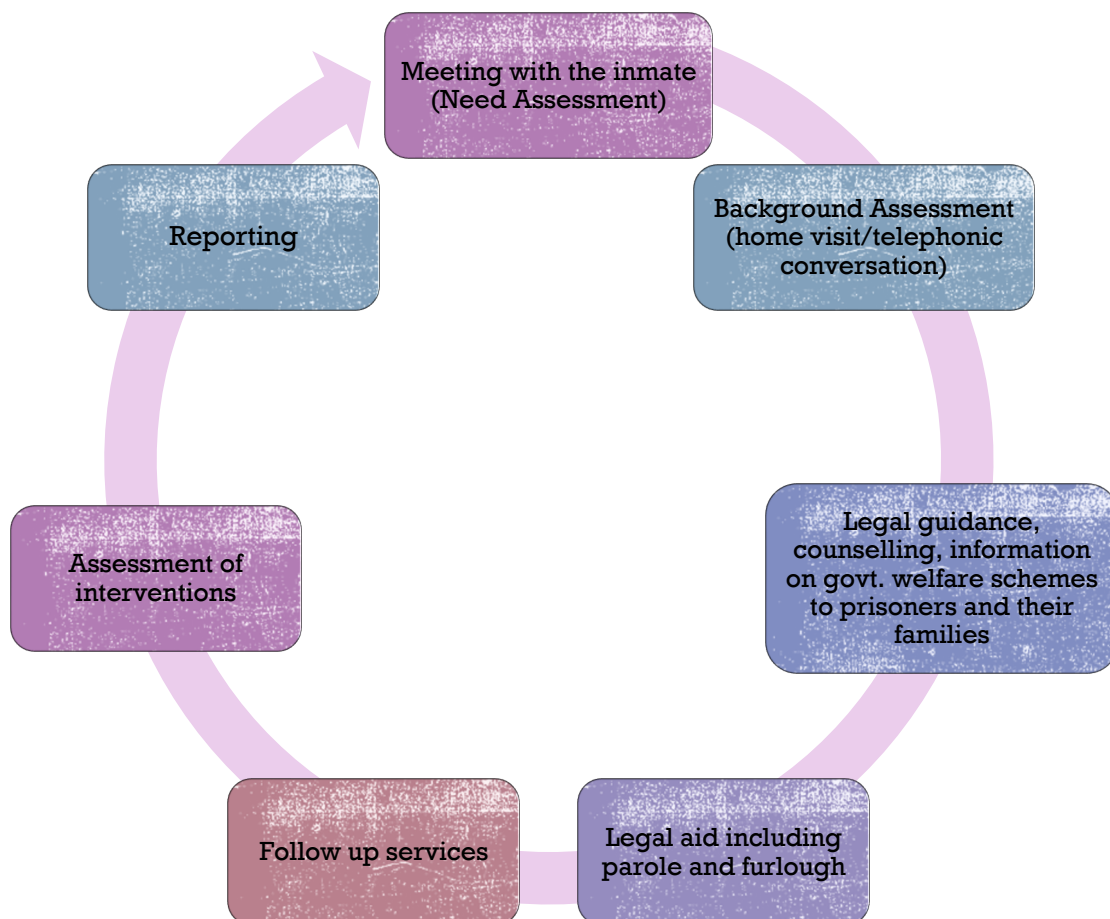 Meeting with the inmate
(Need Assessment)
Background Assessment
(home visit/telephonic
conversation)
Legal guidance,
counselling, information
on govt. welfare schemes
to prisoners and their
families
Legal aid including
parole and furlough
Follow up services
Assessment of
interventions
Reporting